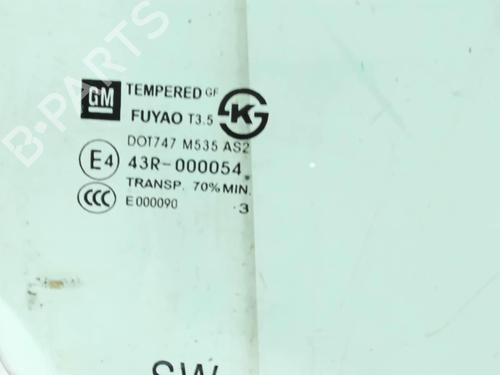 B-PARTS
GM TEMPERED GF
FUYAO T3.5 K
DOT747 M535 AS2
E4 43R-000054
TRANSP. 70% MIN.
CCC E000090 .3
SW